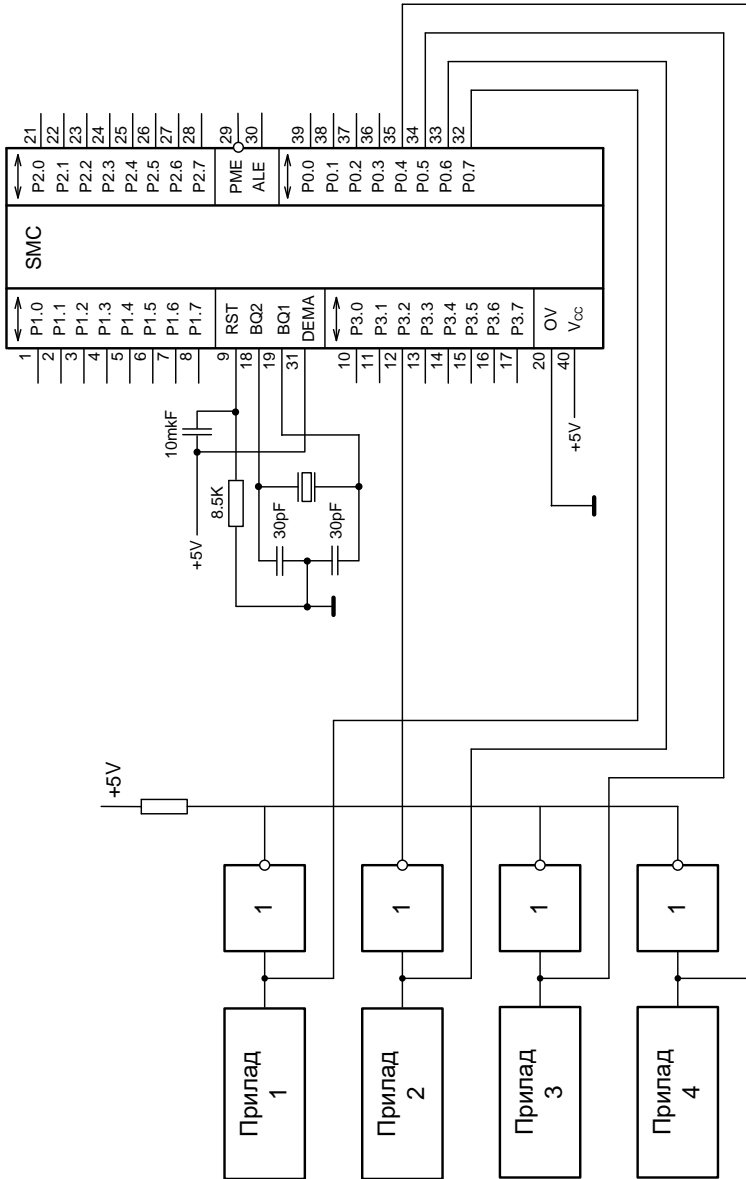 SMC
P1.0
P1.1
P1.2
P1.3
P1.4
P1.5
P1.6
P1.7
RST
BQ2
BQ1
DEMA
P3.0
P3.1
P3.2
P3.3
P3.4
P3.5
P3.6
P3.7
OV
Vcc
1
2
3
4
5
6
7
8
9
18
19
31
10
11
12
13
14
15
16
17
20
40
P2.0
P2.1
P2.2
P2.3
P2.4
P2.5
P2.6
P2.7
PME
ALE
P0.0
P0.1
P0.2
P0.3
P0.4
P0.5
P0.6
P0.7
21
22
23
24
25
26
27
28
29
30
39
38
37
36
35
34
33
32
10mkF
+5V
8.5K
30pF
30pF
+5V
+5V
1
1
1
1
Прилад
1
Прилад
2
Прилад
3
Прилад
4